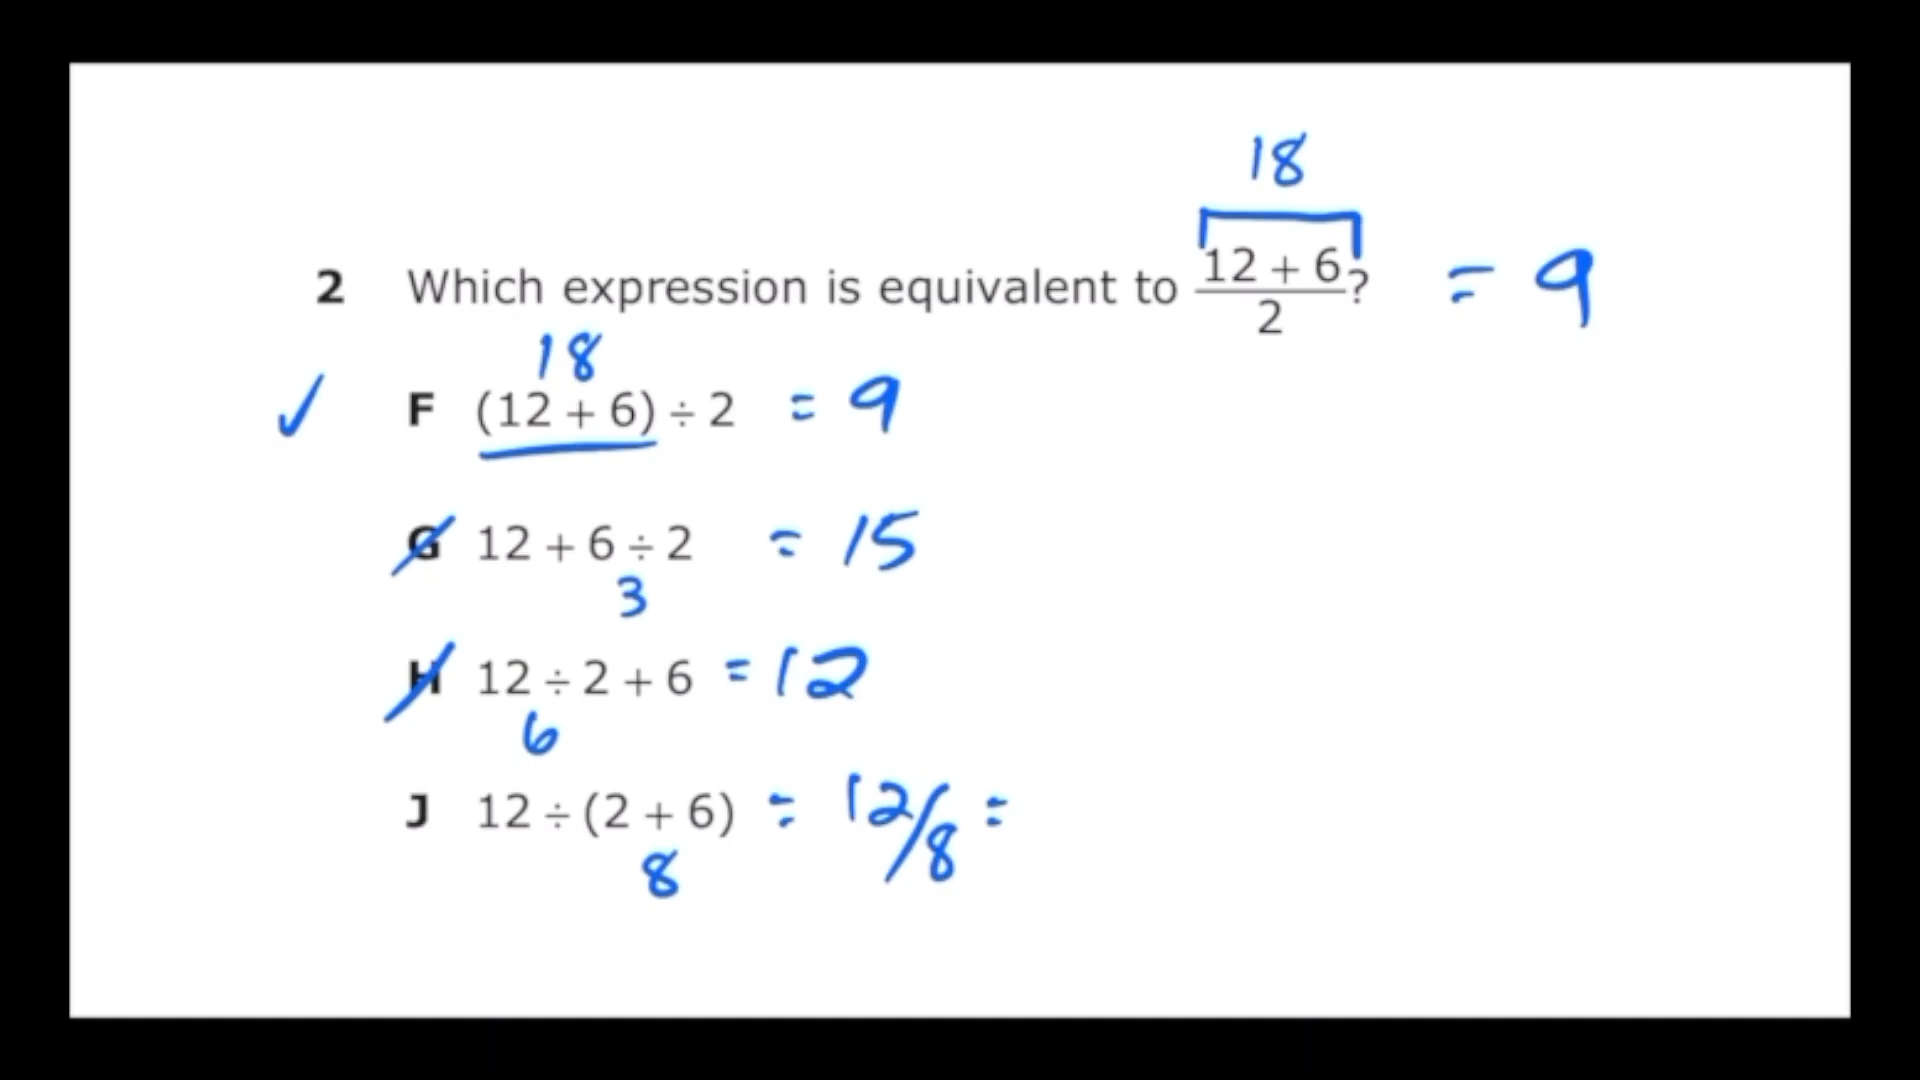 18
2 Which expression is equivalent to (12 + 6)/2? = 9
18
✓ F (12 + 6) ÷ 2 = 9
G 12 + 6 ÷ 2 = 15
3
H 12 ÷ 2 + 6 = 12
6
J 12 ÷ (2 + 6) = 12/8 =
8